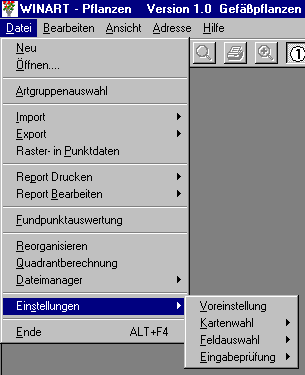 WINART - Pflanzen Version 1.0 Gefäßpflanzen
Datei Bearbeiten Ansicht Adresse Hilfe
Neu
Öffnen....
Artgruppenauswahl
Import
Export
Raster- in Punktdaten
Report Drucken
Report Bearbeiten
Fundpunktauswertung
Reorganisieren
Quadrantberechnung
Dateimanager
Einstellungen
Voreinstellung
Kartenwahl
Feldauswahl
Eingabeprüfung
Ende ALT+F4